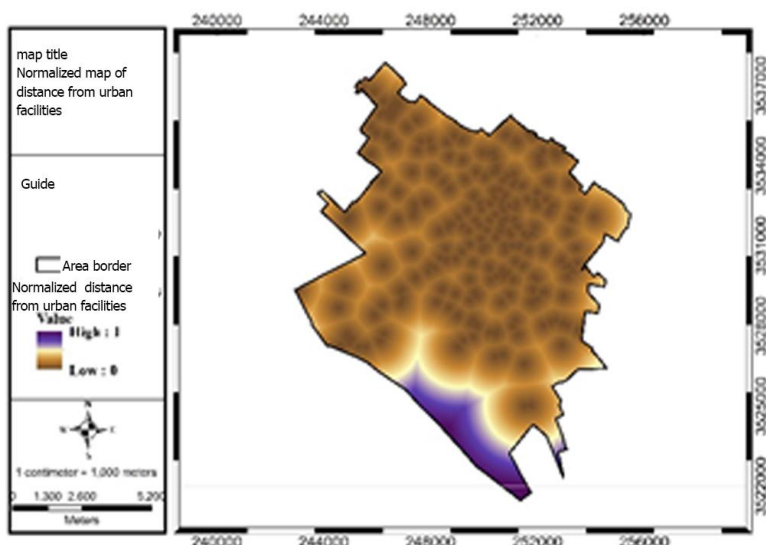 map title
Normalized map of
distance from urban
facilities
Guide
Area border
Normalized distance
from urban facilities
Value
High : 1
Low : 0
N
W E
S
1 centimeter = 1,000 meters
0 1.300 2.600 5.200
Meters
240000 244000 248000 252000 256000
3537000
3534000
3531000
3528000
3525000
3522000
240000 244000 248000 252000 256000